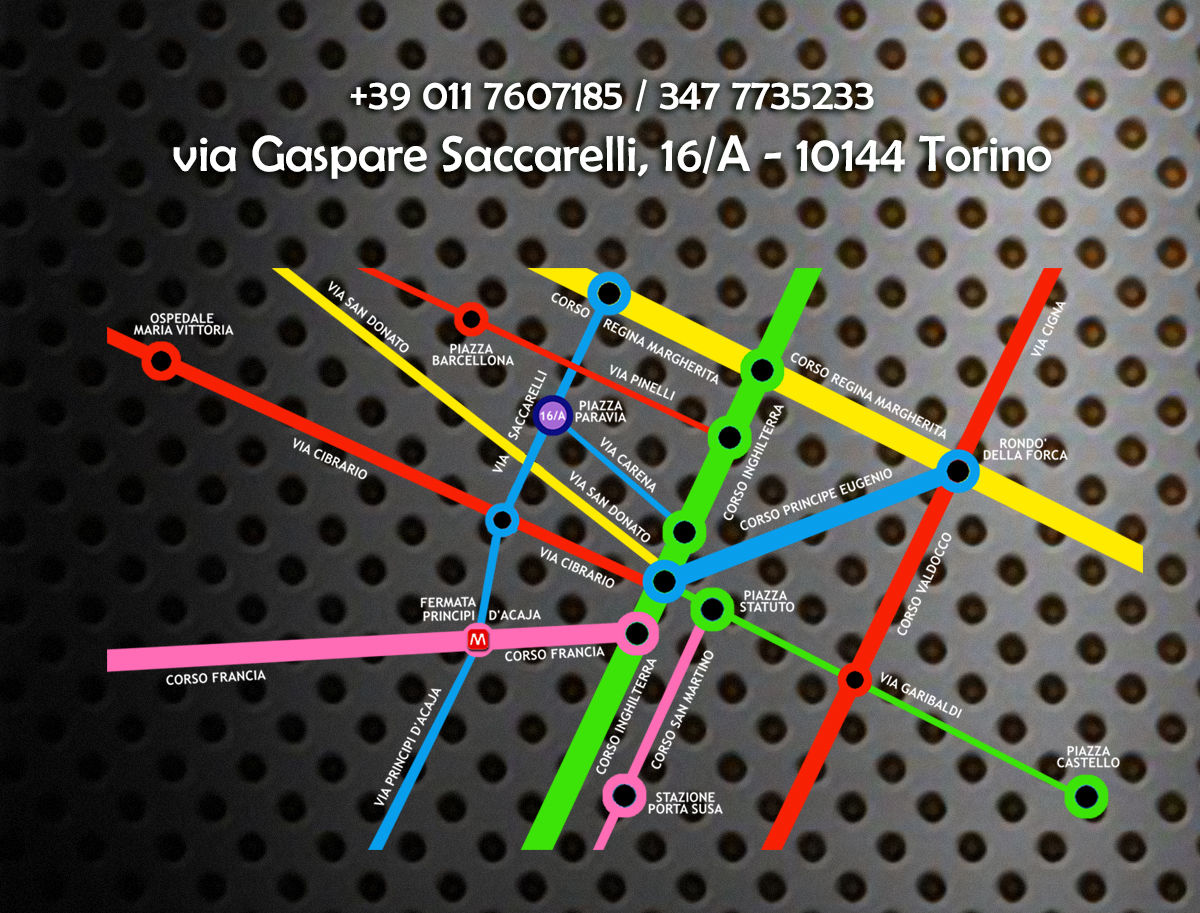 +39 011 7607185 / 347 7735233
via Gaspare Saccarelli, 16/A - 10144 Torino
OSPEDALE
MARIA VITTORIA
VIA SAN DONATO
PIAZZA
BARCELLONA
CORSO REGINA MARGHERITA
VIA PINELLI
CORSO REGINA MARGHERITA
VIA CIGNA
VIA SACCARELLI
16/A
PIAZZA
PARAVIA
VIA CIBRARIO
VIA CARENA
VIA SAN DONATO
CORSO INGHILTERRA
CORSO PRINCIPE EUGENIO
RONDO'
DELLA FORCA
VIA CIBRARIO
CORSO VALDOCCO
FERMATA
PRINCIPI D'ACAJA
M
PIAZZA
STATUTO
CORSO FRANCIA
CORSO FRANCIA
VIA PRINCIPI D'ACAJA
CORSO INGHILTERRA
CORSO SAN MARTINO
VIA GARIBALDI
STAZIONE
PORTA SUSA
PIAZZA
CASTELLO